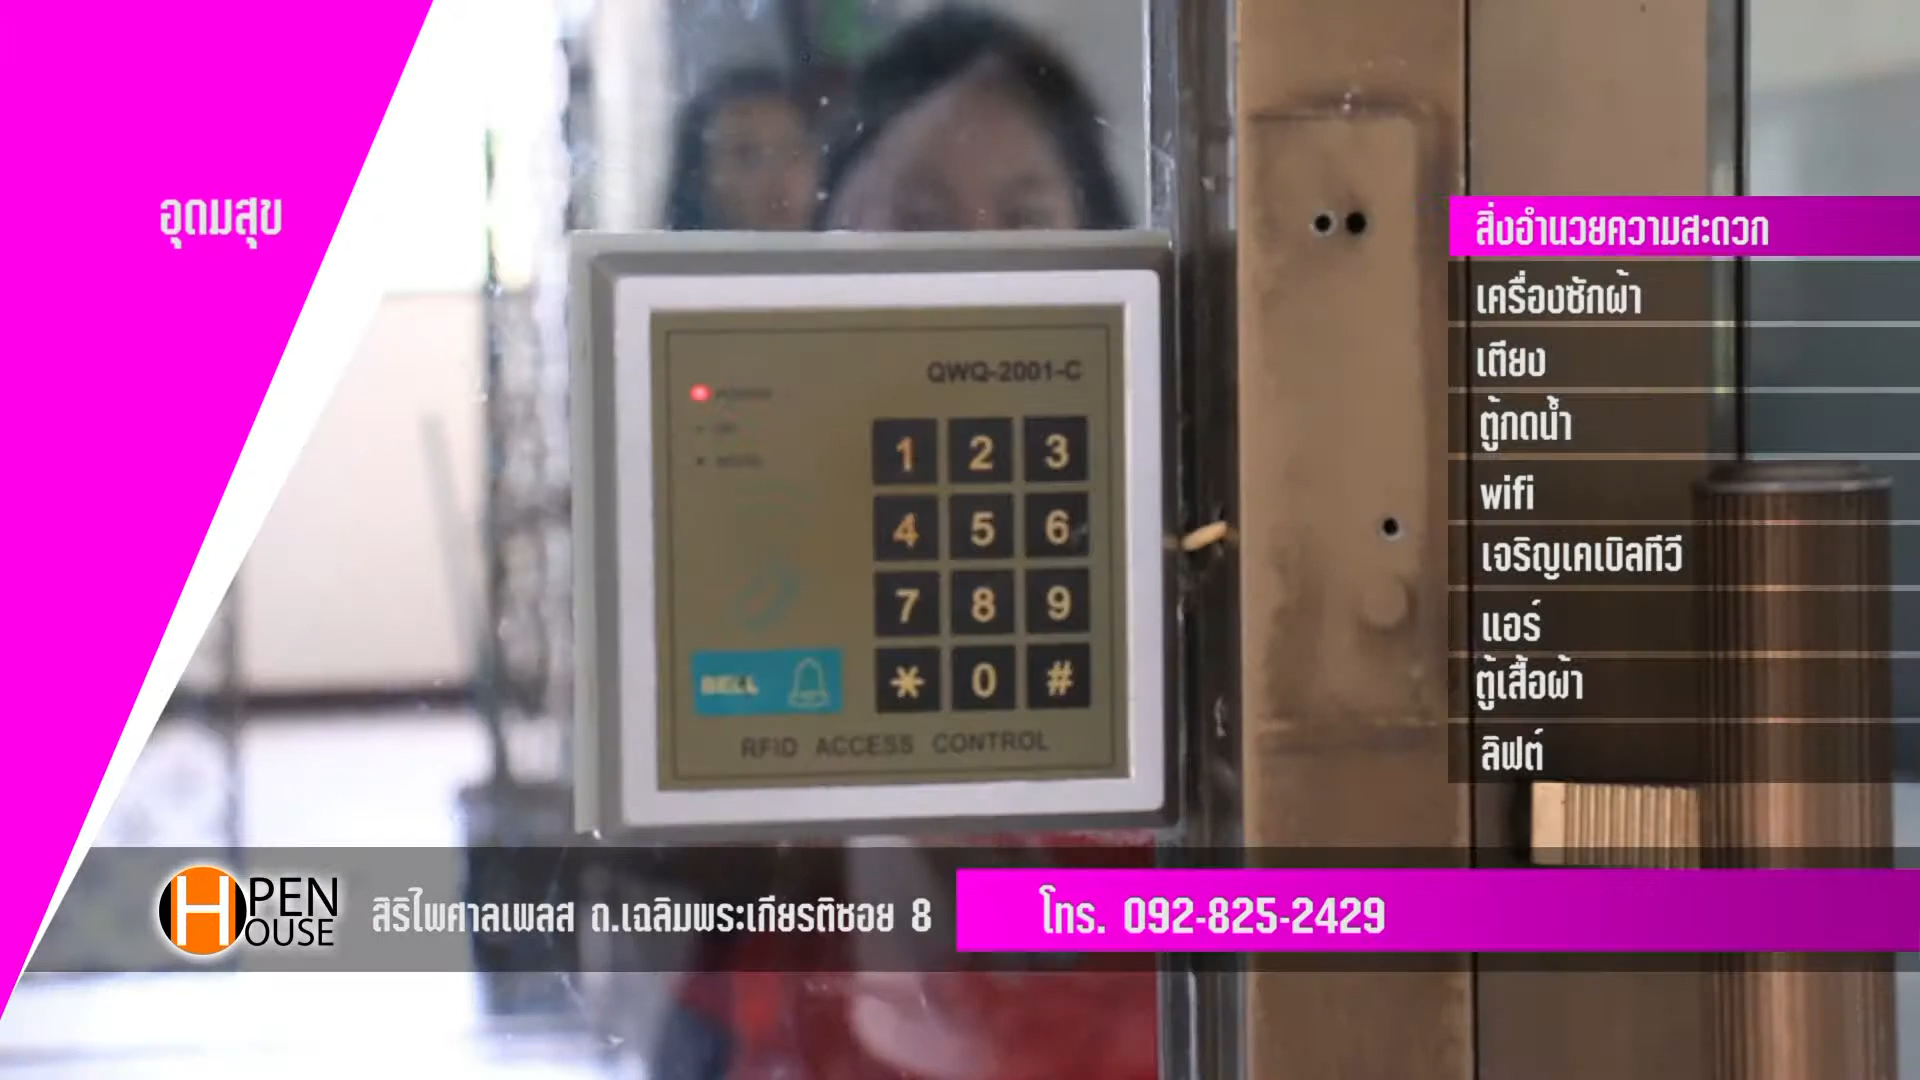 อุดมสุข
สิ่งอำนวยความสะดวก
เครื่องซักผ้า
เตียง
ตู้กดน้ำ
wifi
เจริญเคเบิลทีวี
แอร์
ตู้เสื้อผ้า
ลิฟต์
QWQ-2001-C
1 2 3
4 5 6
7 8 9
* 0 #
BELL
RFID ACCESS CONTROL
OPEN
HOUSE
สิริไพศาลเพลส ถ.เฉลิมพระเกียรติซอย 8
โทร. 092-825-2429